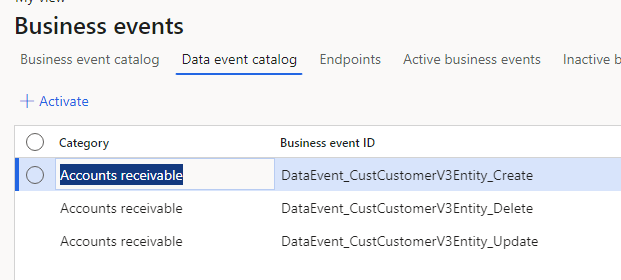 My view
Business events
Business event catalog Data event catalog Endpoints Active business events Inactive b
Activate
Category Business event ID
Accounts receivable DataEvent_CustCustomerV3Entity_Create
Accounts receivable DataEvent_CustCustomerV3Entity_Delete
Accounts receivable DataEvent_CustCustomerV3Entity_Update